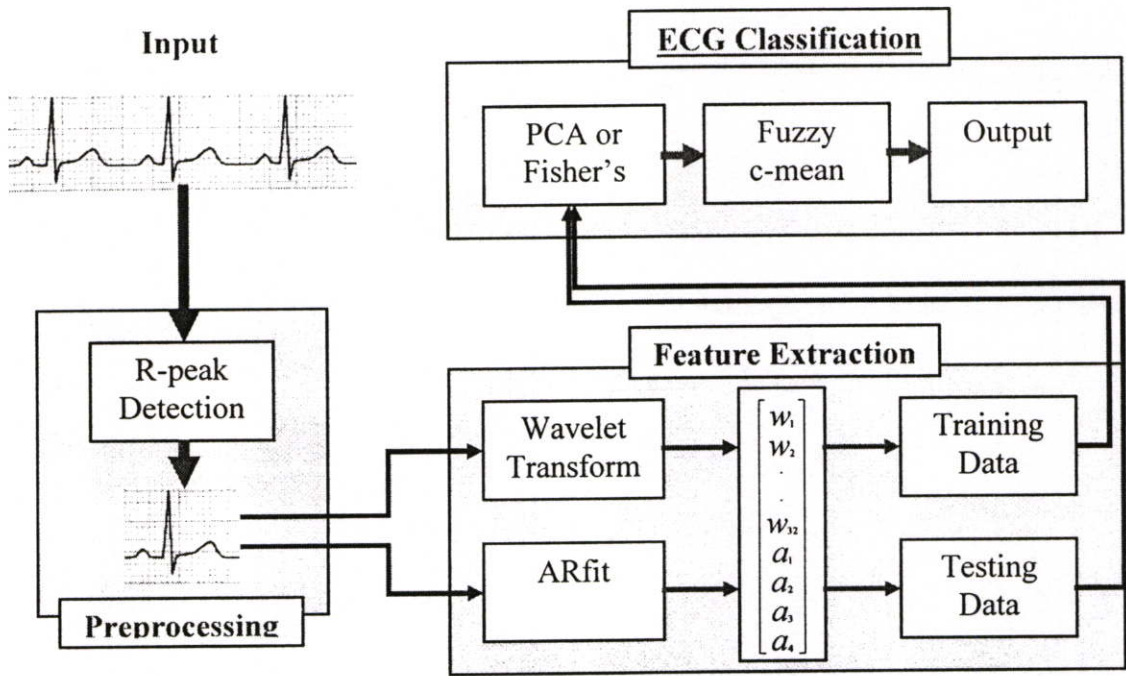 Input
ECG Classification
PCA or
Fisher's
Fuzzy
c-mean
Output
R-peak
Detection
Preprocessing
Feature Extraction
Wavelet
Transform
ARfit
w₁
w₂
.
.
w₃₂
a₁
a₂
a₃
a₄
Training
Data
Testing
Data